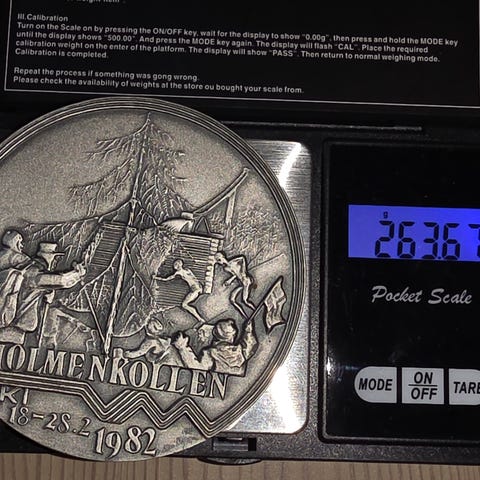 III.Calibration
Turn on the Scale on by pressing the ON/OFF key, wait for the display to show "0.00g", then press and hold the MODE key
until the display shows "500.00". And press the MODE key again. The display will flash "CAL". Place the required
calibration weight on the enter of the platform. The display will show "PASS". Then return to normal weighing mode.
Calibration is completed.
Repeat the process if something was gong wrong.
Please check the availability of weights at the store ou bought your scale from.
g
263.67
Pocket Scale
MODE
ON
OFF
TARE
HOLMENKOLLEN
KI
18-28.2
1982